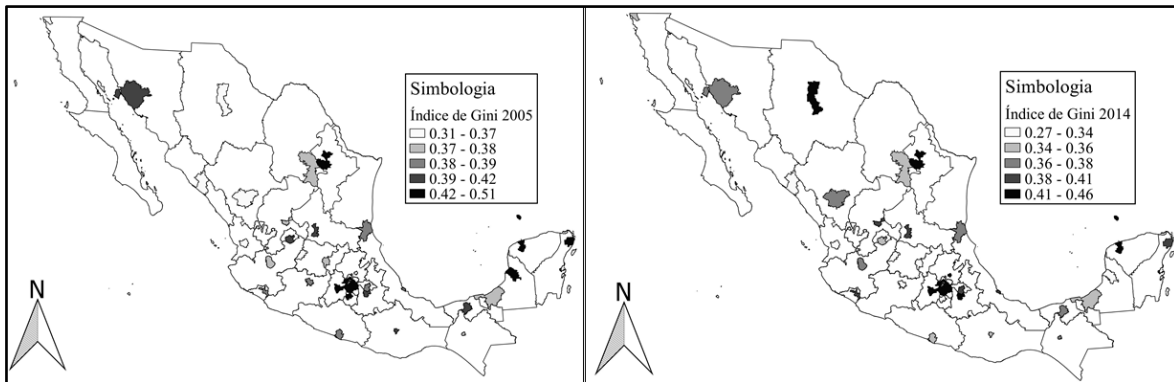 Simbologia
Índice de Gini 2005
0.31 - 0.37
0.37 - 0.38
0.38 - 0.39
0.39 - 0.42
0.42 - 0.51
N
Simbologia
Índice de Gini 2014
0.27 - 0.34
0.34 - 0.36
0.36 - 0.38
0.38 - 0.41
0.41 - 0.46
N